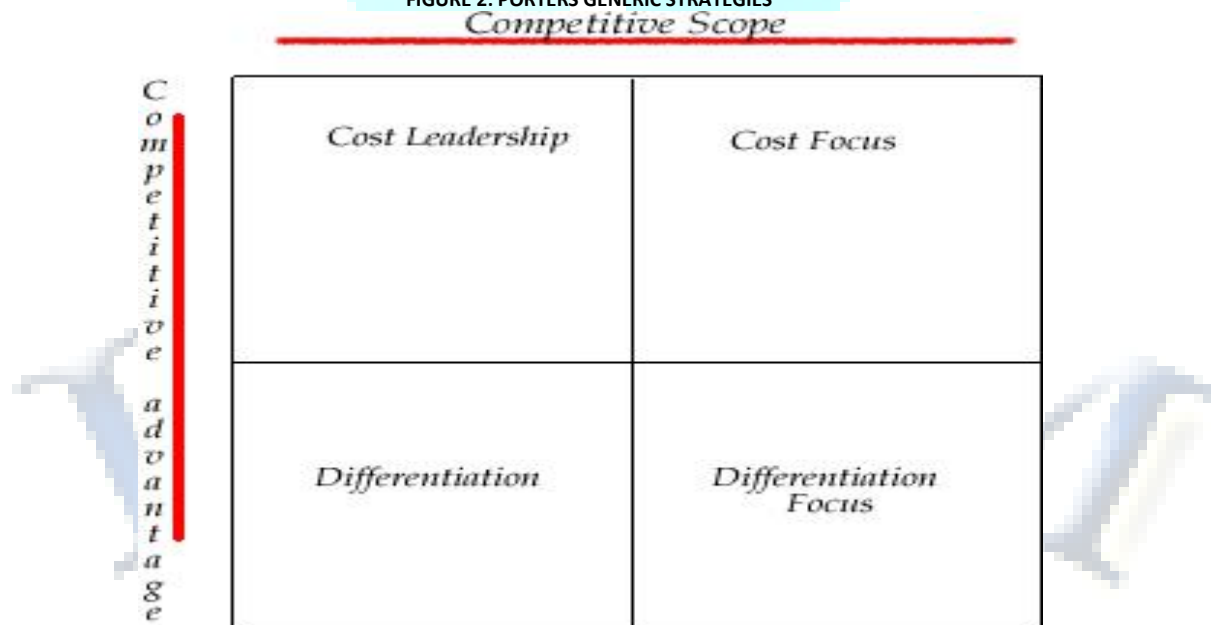 FIGURE 2: PORTERS GENERIC STRATEGIES
Competitive Scope
Competitive advantage
Cost Leadership
Cost Focus
Differentiation
Differentiation
Focus